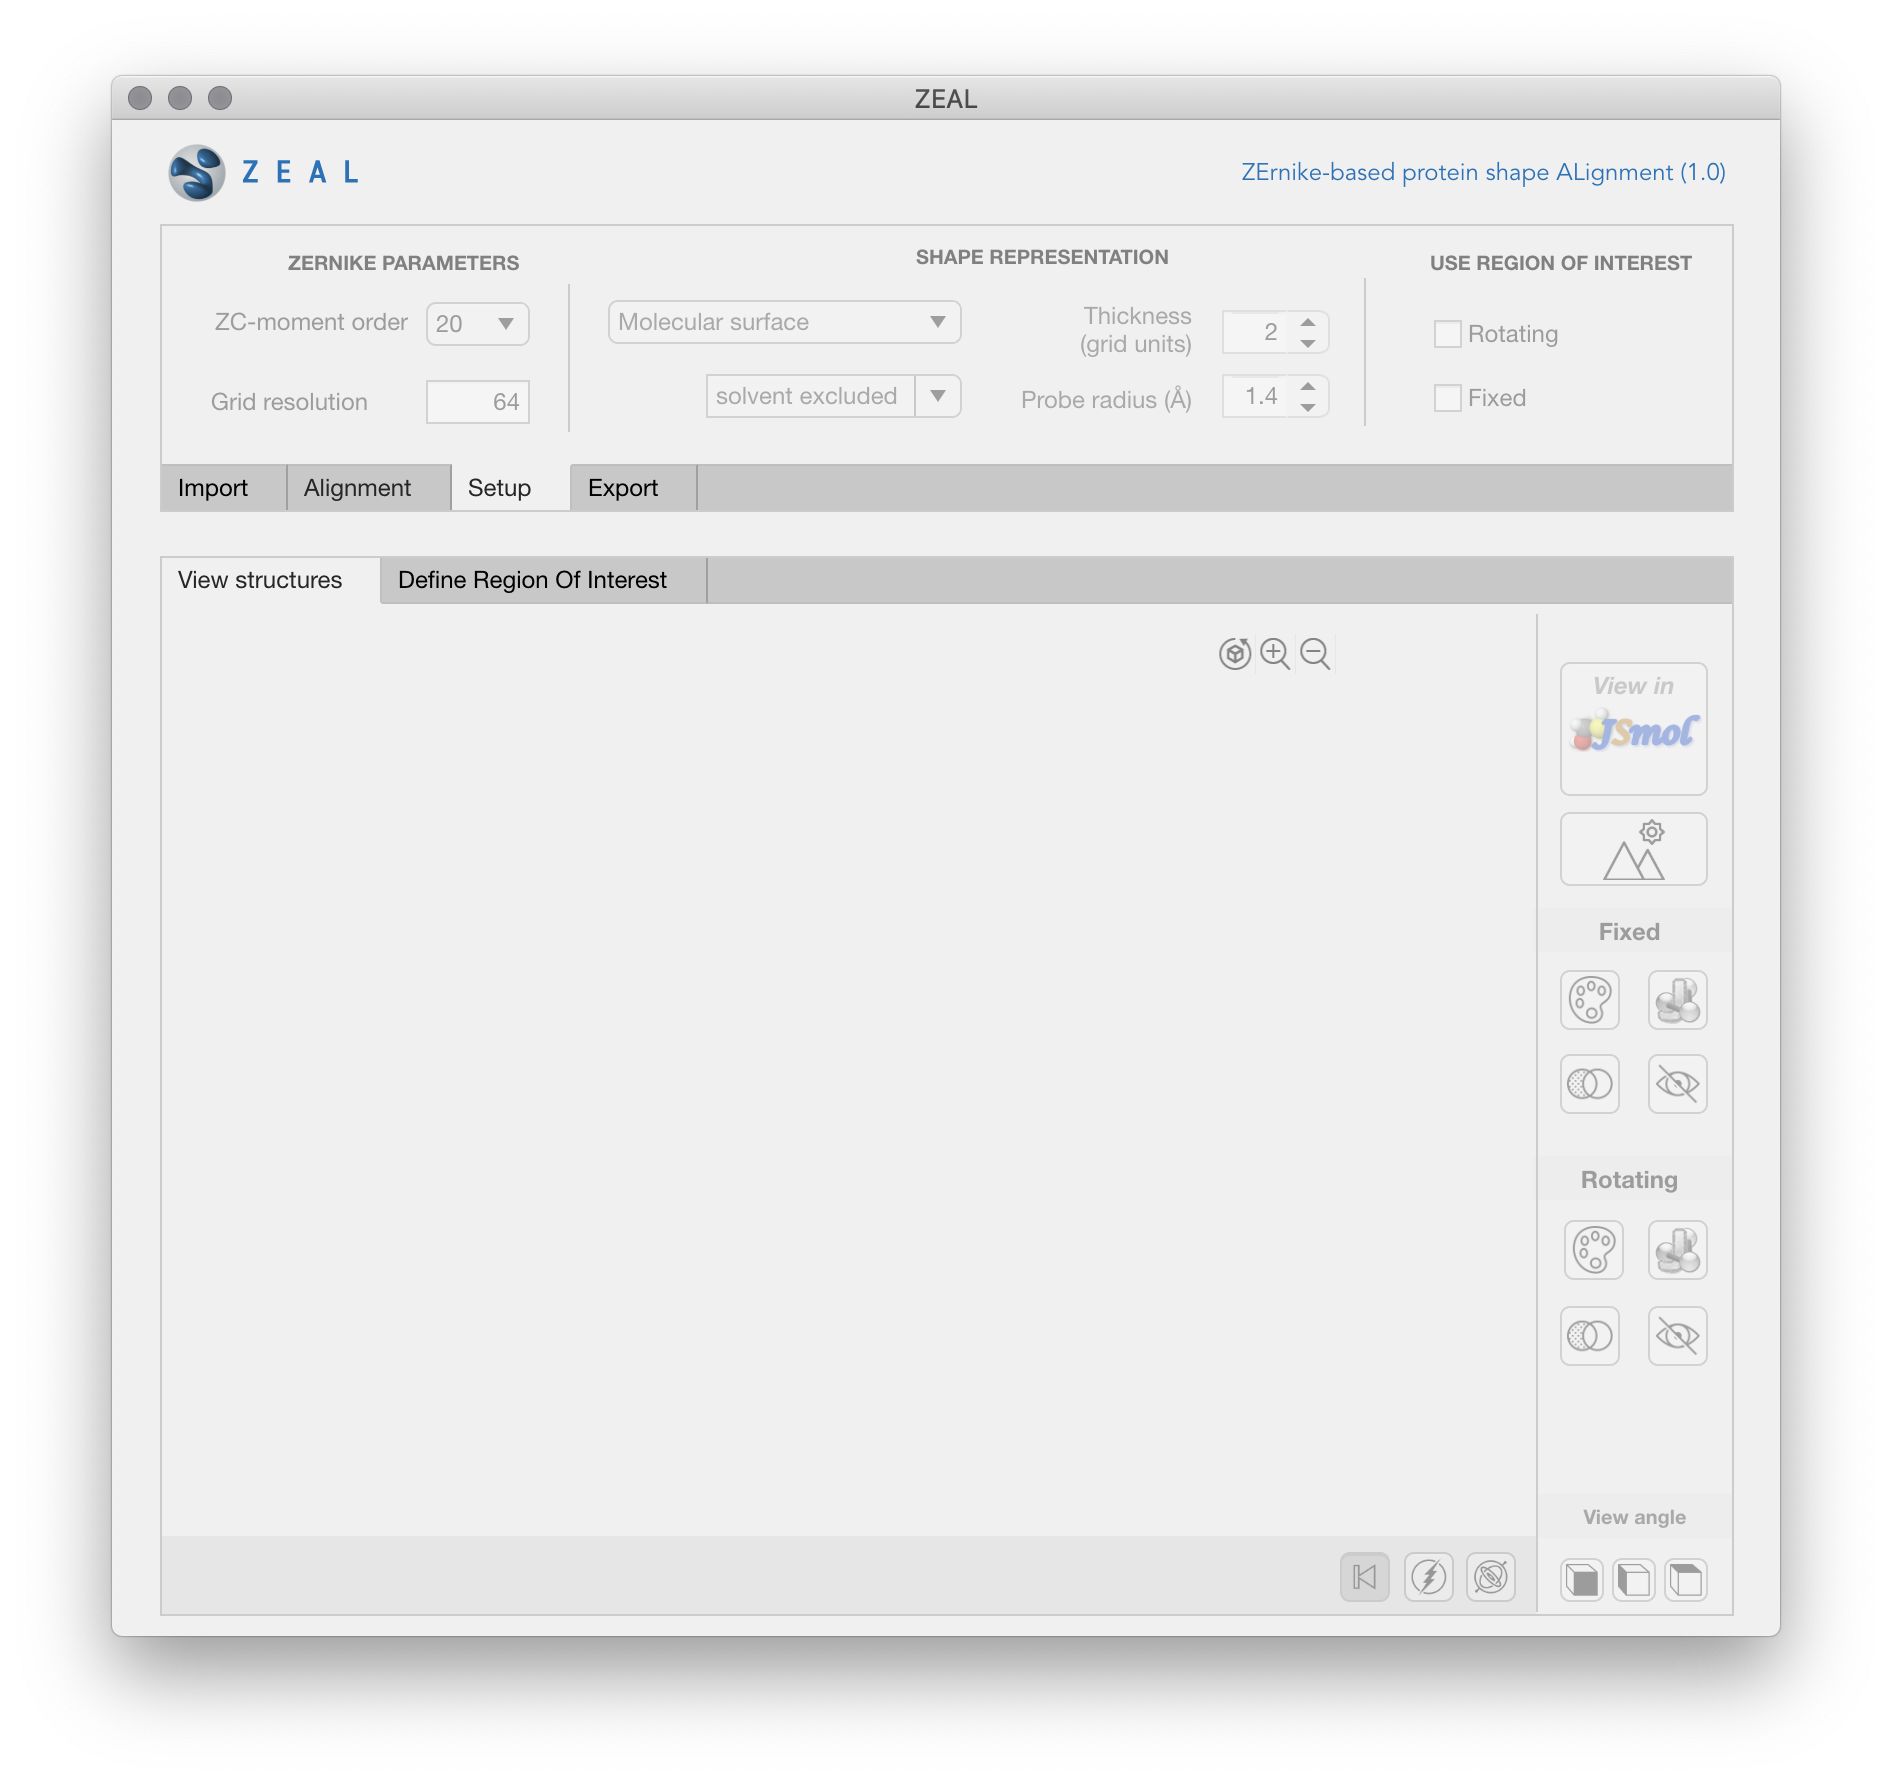 ZEAL
ZEAL
ZErnike-based protein shape ALignment (1.0)
ZERNIKE PARAMETERS
ZC-moment order 20
Grid resolution 64
SHAPE REPRESENTATION
Molecular surface
solvent excluded
Thickness
(grid units) 2
Probe radius (Å) 1.4
USE REGION OF INTEREST
Rotating
Fixed
Import Alignment Setup Export
View structures Define Region Of Interest
View in
JSmol
Fixed
Rotating
View angle